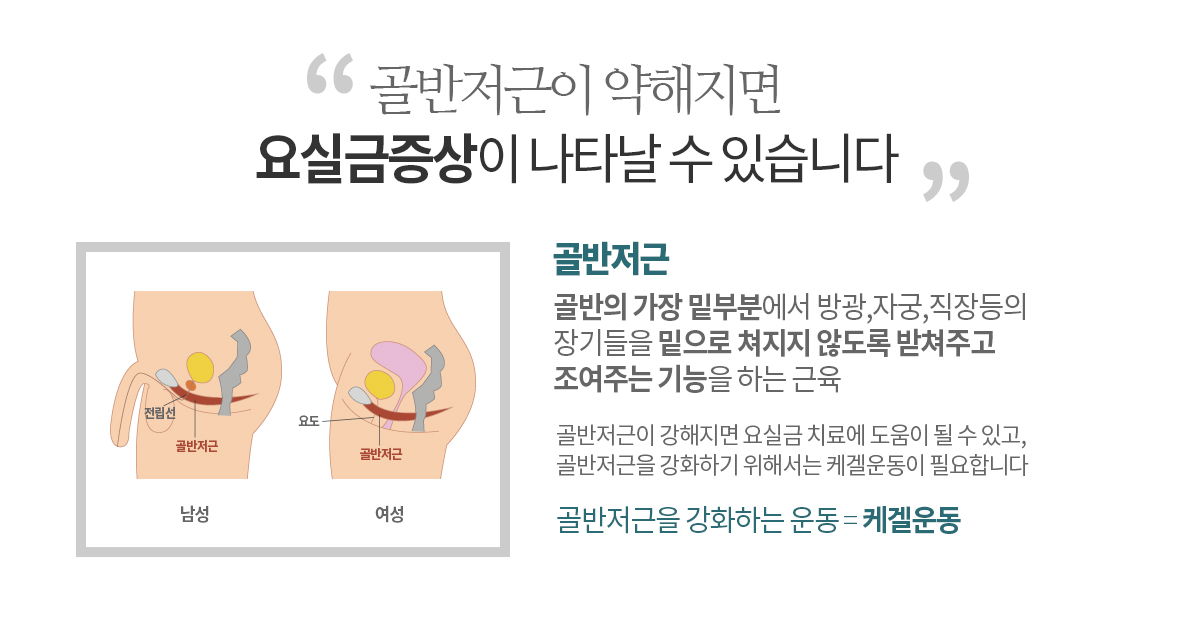 “ 골반저근이 약해지면
요실금증상이 나타날 수 있습니다 ”
전립선
골반저근
남성
요도
골반저근
여성
골반저근
골반의 가장 밑부분에서 방광,자궁,직장등의
장기들을 밑으로 쳐지지 않도록 받쳐주고
조여주는 기능을 하는 근육
골반저근이 강해지면 요실금 치료에 도움이 될 수 있고,
골반저근을 강화하기 위해서는 케겔운동이 필요합니다
골반저근을 강화하는 운동 = 케겔운동